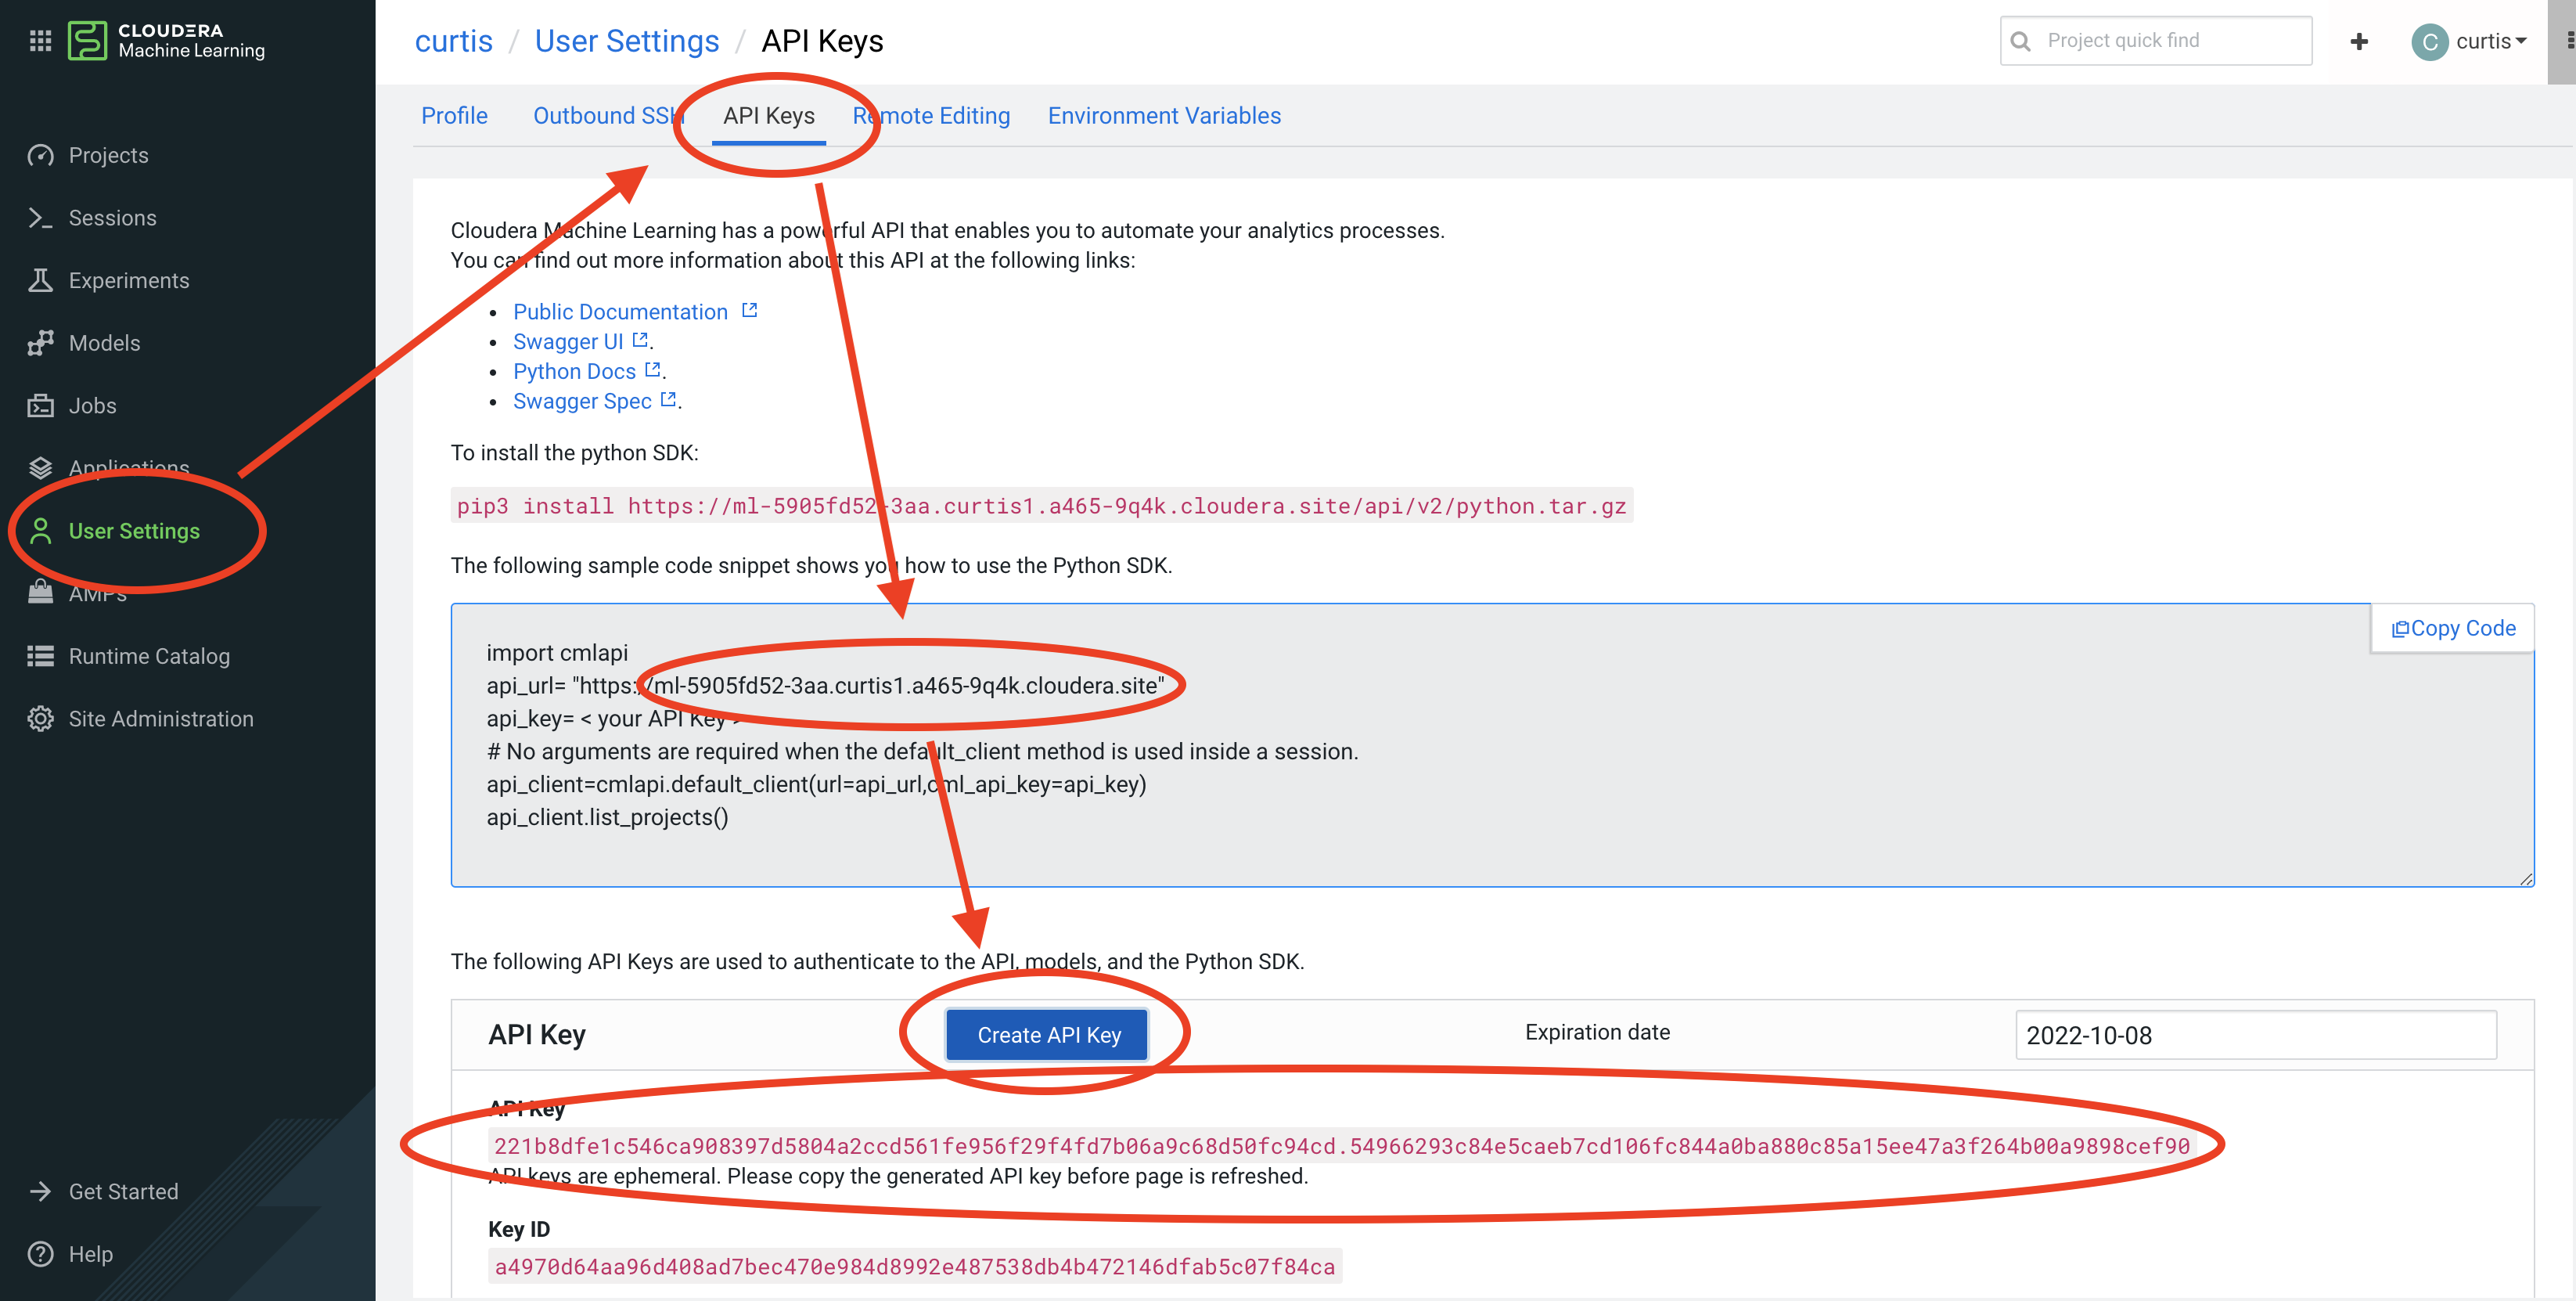 CLOUDERA
Machine Learning
curtis / User Settings / API Keys
Project quick find
C
curtis
Projects
Sessions
Experiments
Models
Jobs
Applications
User Settings
AMPs
Runtime Catalog
Site Administration
Get Started
Help
Profile
Outbound SSH
API Keys
Remote Editing
Environment Variables
Cloudera Machine Learning has a powerful API that enables you to automate your analytics processes.
You can find out more information about this API at the following links:
Public Documentation
Swagger UI .
Python Docs .
Swagger Spec .
To install the python SDK:
pip3 install https://ml-5905fd52-3aa.curtis1.a465-9q4k.cloudera.site/api/v2/python.tar.gz
The following sample code snippet shows you how to use the Python SDK.
Copy Code
import cmlapi
api_url= "https://ml-5905fd52-3aa.curtis1.a465-9q4k.cloudera.site"
api_key= < your API Key >
# No arguments are required when the default_client method is used inside a session.
api_client=cmlapi.default_client(url=api_url,cml_api_key=api_key)
api_client.list_projects()
The following API Keys are used to authenticate to the API, models, and the Python SDK.
API Key
Create API Key
Expiration date
2022-10-08
API Key
221b8dfe1c546ca908397d5804a2ccd561fe956f29f4fd7b06a9c68d50fc94cd.54966293c84e5caeb7cd106fc844a0ba880c85a15ee47a3f264b00a9898cef90
API keys are ephemeral. Please copy the generated API key before page is refreshed.
Key ID
a4970d64aa96d408ad7bec470e984d8992e487538db4b472146dfab5c07f84ca